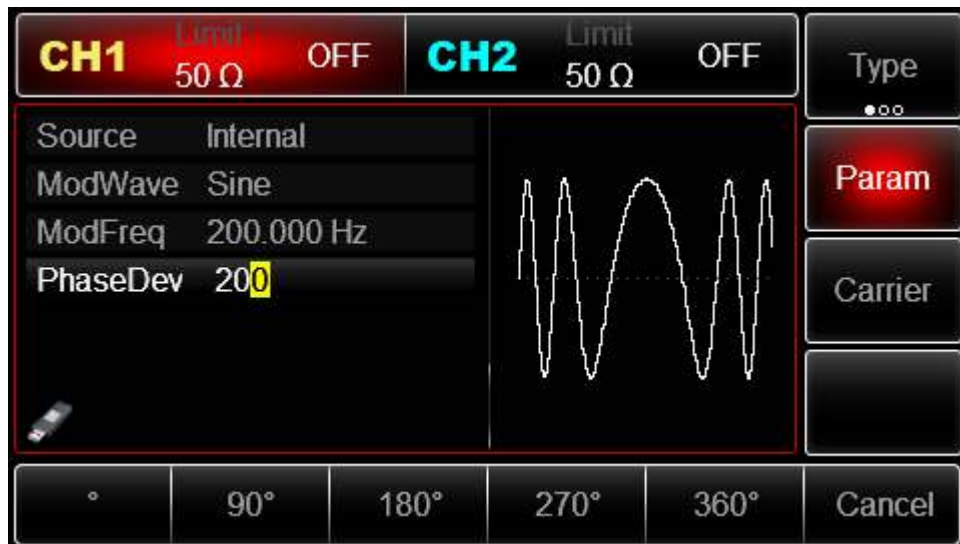 CH1 Limit 50 Ω OFF
CH2 Limit 50 Ω OFF
Type
Source Internal
ModWave Sine
ModFreq 200.000 Hz
PhaseDev 200
Param
Carrier
° 90° 180° 270° 360° Cancel